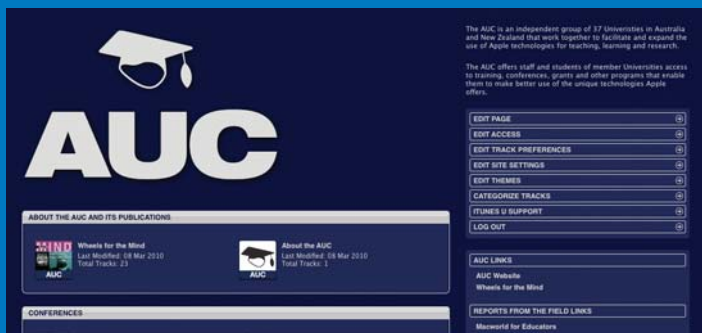 AUC
The AUC is an independent group of 37 Univeristies in Australia
and New Zealand that work together to facilitate and expand the
use of Apple technologies for teaching, learning and research.
The AUC offers staff and students of member Universities access
to training, conferences, grants and other programs that enable
them to make better use of the unique technologies Apple
offers.
EDIT PAGE
EDIT ACCESS
EDIT TRACK PREFERENCES
EDIT SITE SETTINGS
EDIT THEMES
CATEGORIZE TRACKS
ITUNES U SUPPORT
LOG OUT
ABOUT THE AUC AND ITS PUBLICATIONS
MIND
AUC
Wheels for the Mind
Last Modified: 08 Mar 2010
Total Tracks: 23
AUC
About the AUC
Last Modified: 08 Mar 2010
Total Tracks: 1
CONFERENCES
AUC LINKS
AUC Website
Wheels for the Mind
REPORTS FROM THE FIELD LINKS
Macworld for Educators